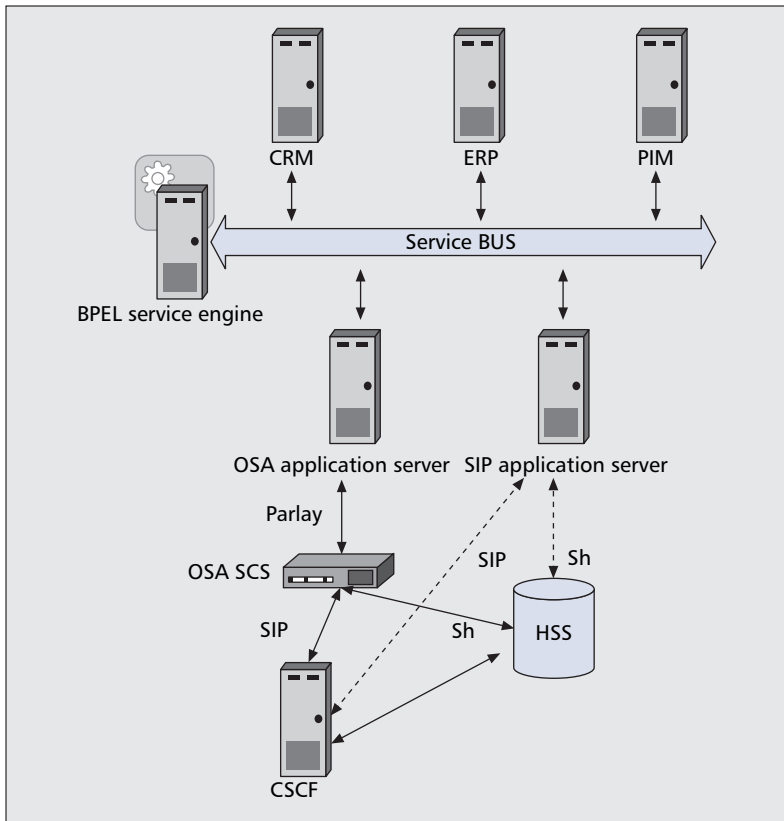 CRM
ERP
PIM
Service BUS
BPEL service engine
OSA application server
SIP application server
Parlay
OSA SCS
SIP
Sh
SIP
Sh
HSS
CSCF